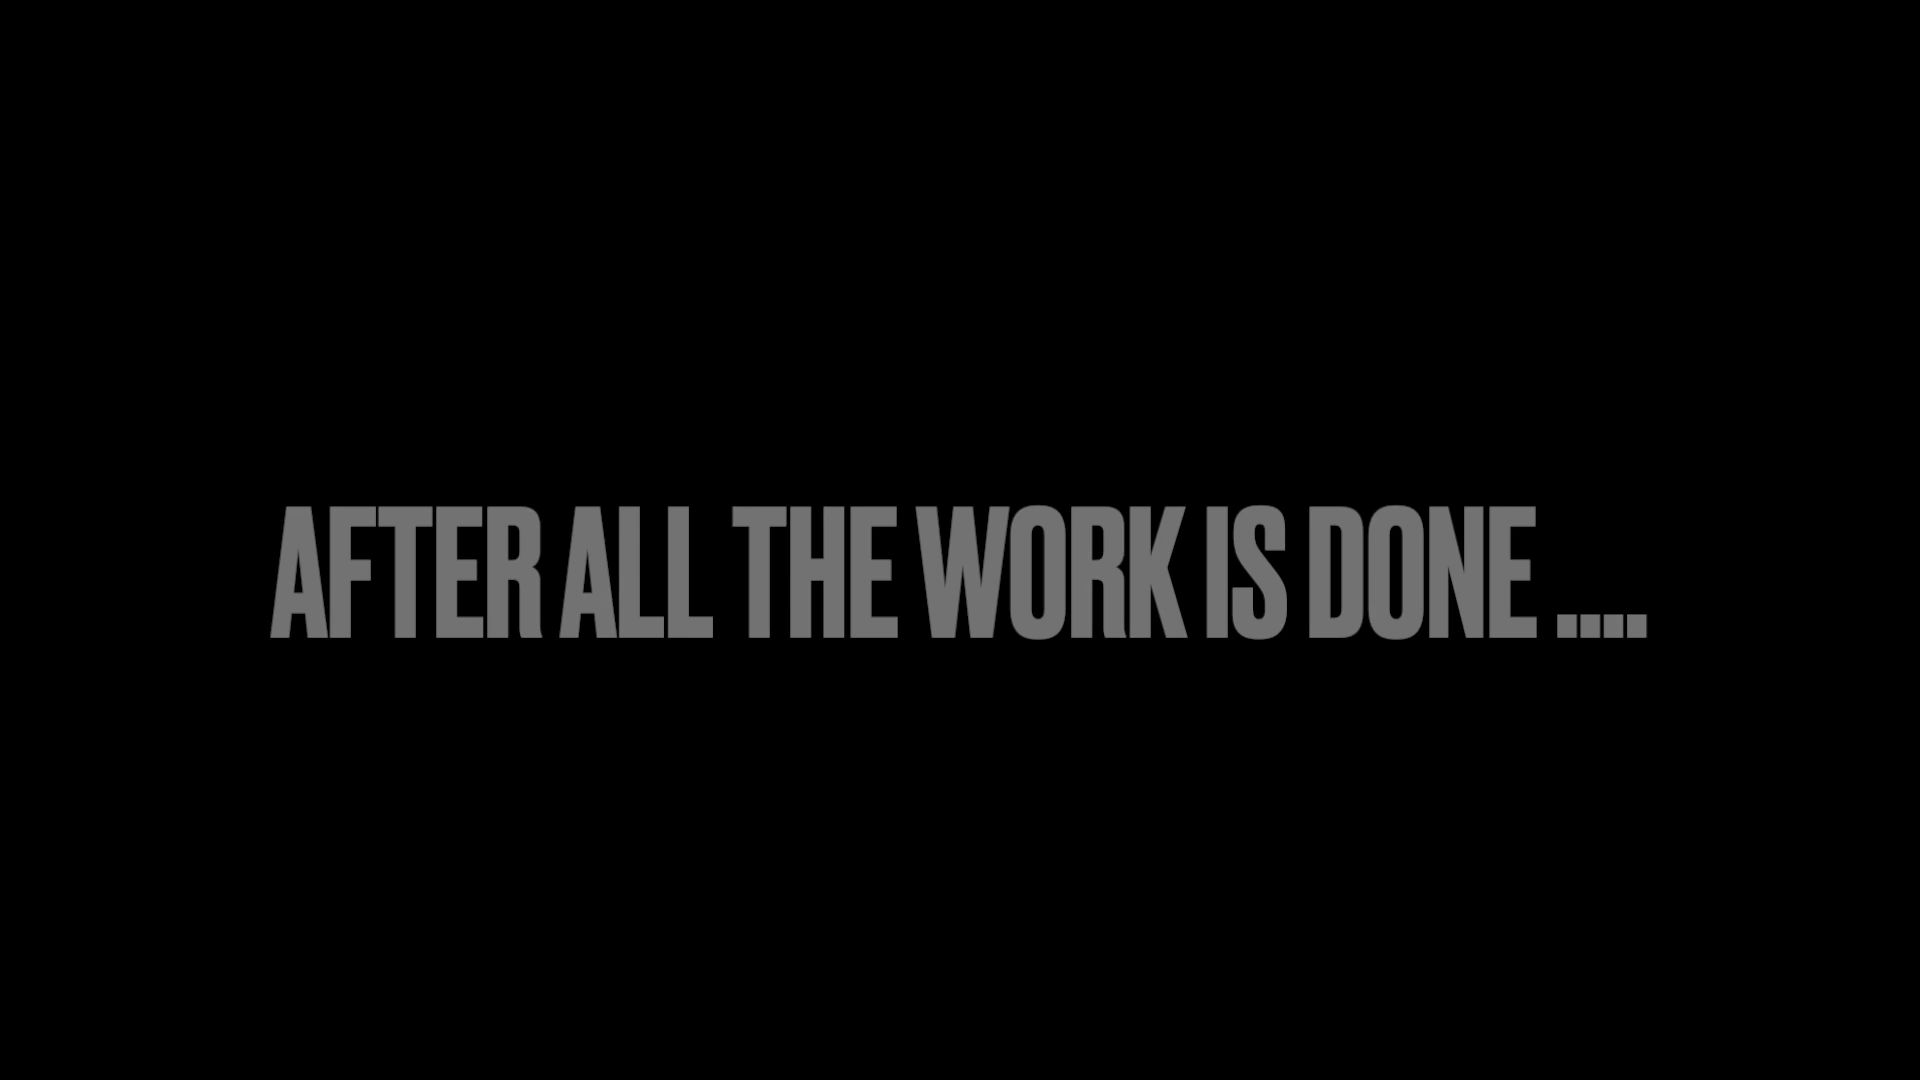 AFTER ALL THE WORK IS DONE ....